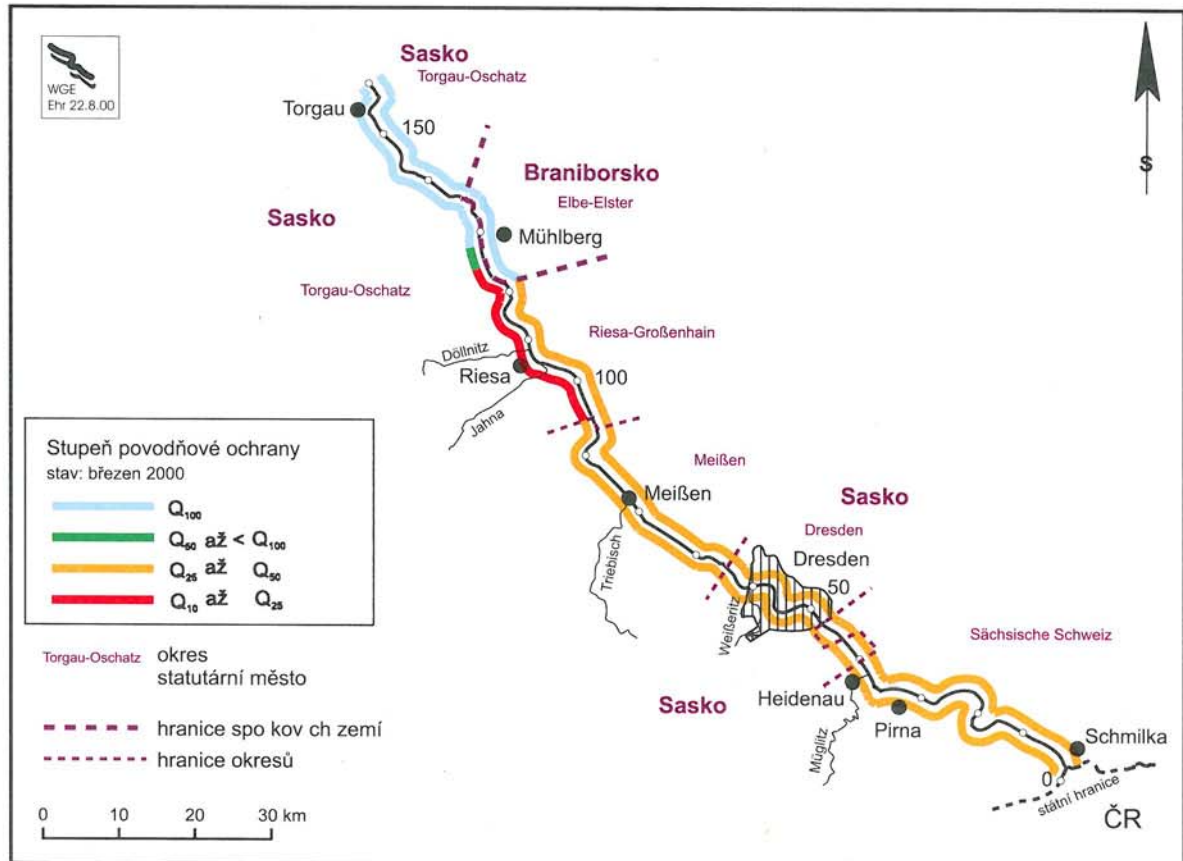 WGE
Ehr 22.8.00
Sasko
Torgau-Oschatz
Torgau
150
S
Braniborsko
Elbe-Elster
Sasko
Mühlberg
Torgau-Oschatz
Riesa-Großenhain
Döllnitz
Riesa
100
Jahna
Stupeň povodňové ochrany
stav: březen 2000
Q100
Q50 až < Q100
Q25 až Q50
Q10 až Q25
Meißen
Meißen
Sasko
Dresden
Dresden
50
Triebisch
Weißeritz
Sächsische Schweiz
Torgau-Oschatz okres
statutární město
Sasko
Heidenau
Pirna
Müglitz
Schmilka
0
státní hranice
ČR
hranice spo kov ch zemí
hranice okresů
0 10 20 30 km